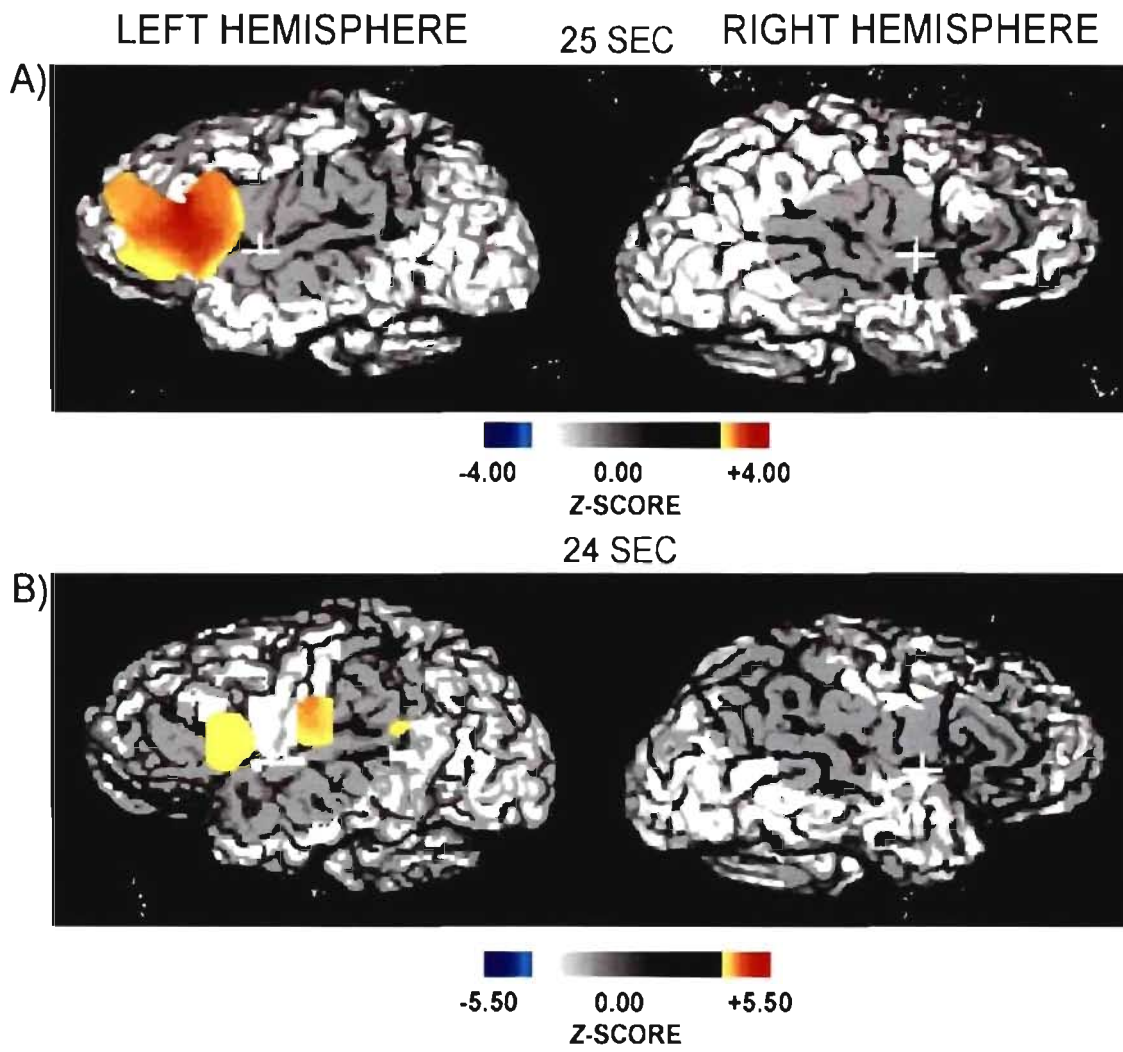 LEFT HEMISPHERE 25 SEC RIGHT HEMISPHERE
A)
-4.00 0.00 +4.00
Z-SCORE
24 SEC
B)
-5.50 0.00 +5.50
Z-SCORE